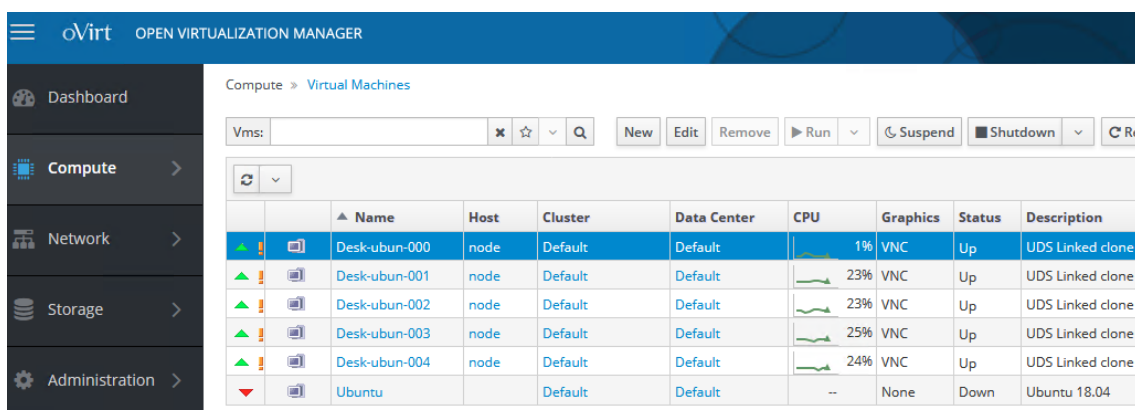 oVirt OPEN VIRTUALIZATION MANAGER
Dashboard
Compute
Network
Storage
Administration
Compute » Virtual Machines
Vms:
New Edit Remove Run Suspend Shutdown
Name Host Cluster Data Center CPU Graphics Status Description
Desk-ubun-000 node Default Default 1% VNC Up UDS Linked clone
Desk-ubun-001 node Default Default 23% VNC Up UDS Linked clone
Desk-ubun-002 node Default Default 23% VNC Up UDS Linked clone
Desk-ubun-003 node Default Default 25% VNC Up UDS Linked clone
Desk-ubun-004 node Default Default 24% VNC Up UDS Linked clone
Ubuntu Default Default -- None Down Ubuntu 18.04